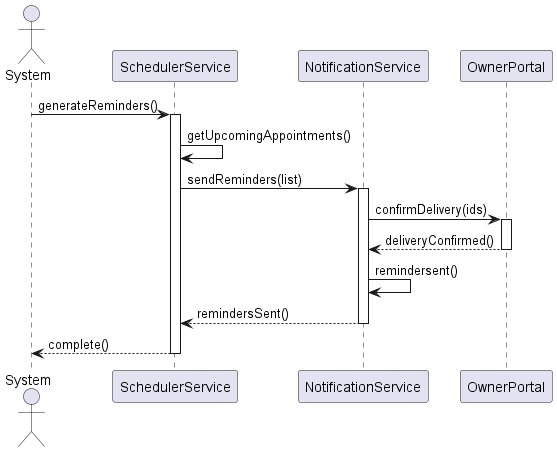 System
SchedulerService
NotificationService
OwnerPortal
generateReminders()
getUpcomingAppointments()
sendReminders(list)
confirmDelivery(ids)
deliveryConfirmed()
remindersent()
remindersSent()
complete()
System
SchedulerService
NotificationService
OwnerPortal